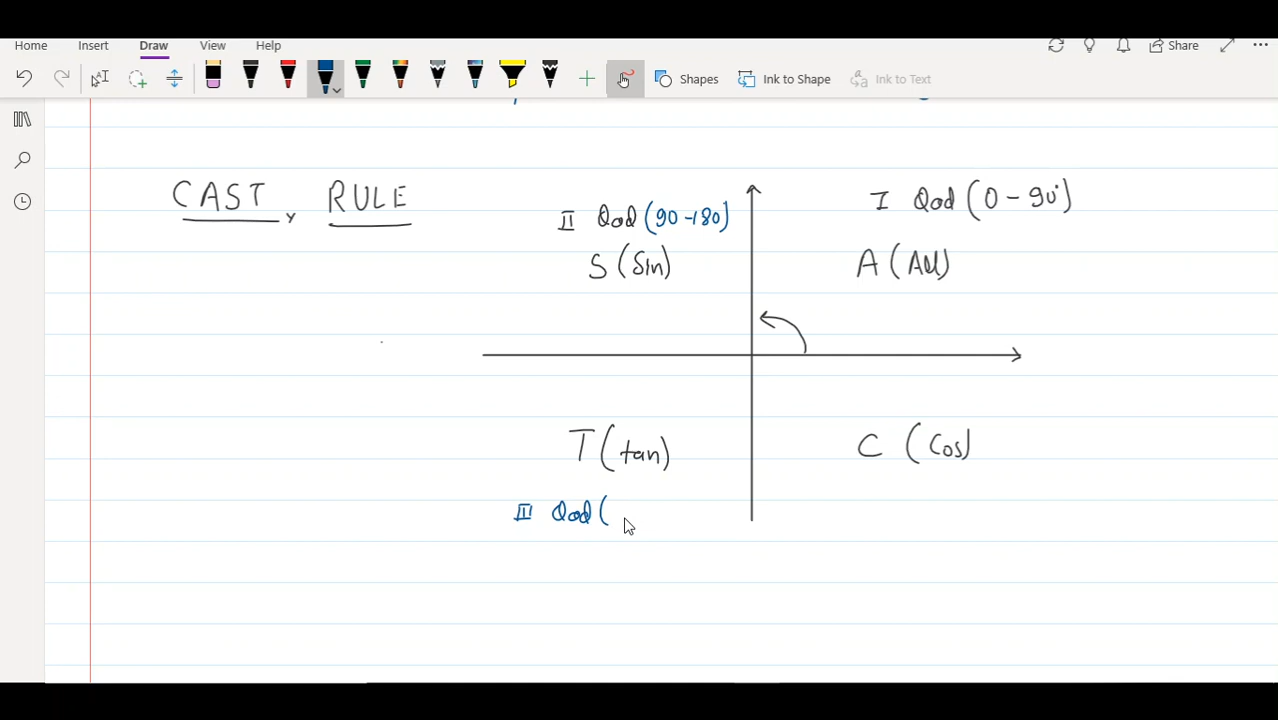 Home Insert Draw View Help Share
Shapes Ink to Shape Ink to Text
CAST RULE
I Qad (0 - 90°)
II Qad (90 - 180)
S (Sin)
A (All)
T (tan)
C (Cos)
III Qad (